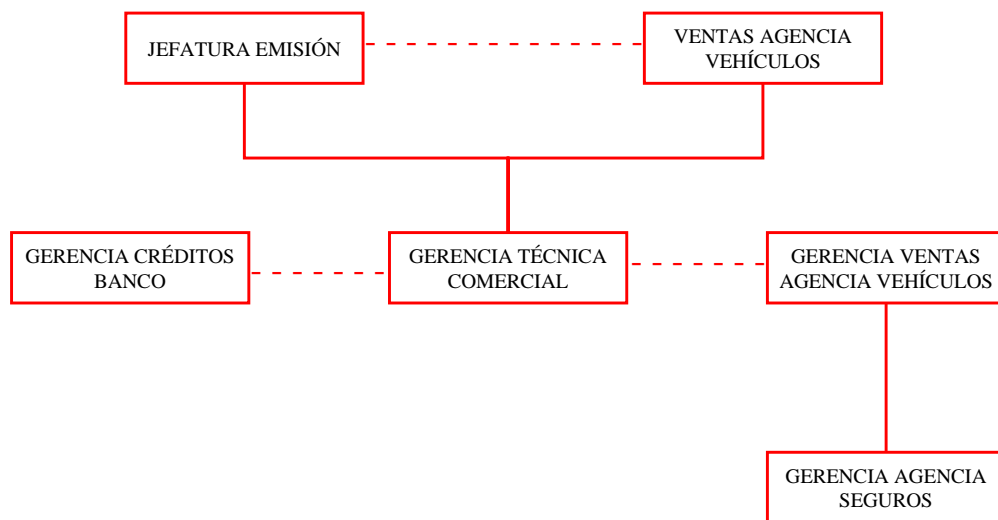 JEFATURA EMISIÓN
VENTAS AGENCIA
VEHÍCULOS
GERENCIA CRÉDITOS
BANCO
GERENCIA TÉCNICA
COMERCIAL
GERENCIA VENTAS
AGENCIA VEHÍCULOS
GERENCIA AGENCIA
SEGUROS